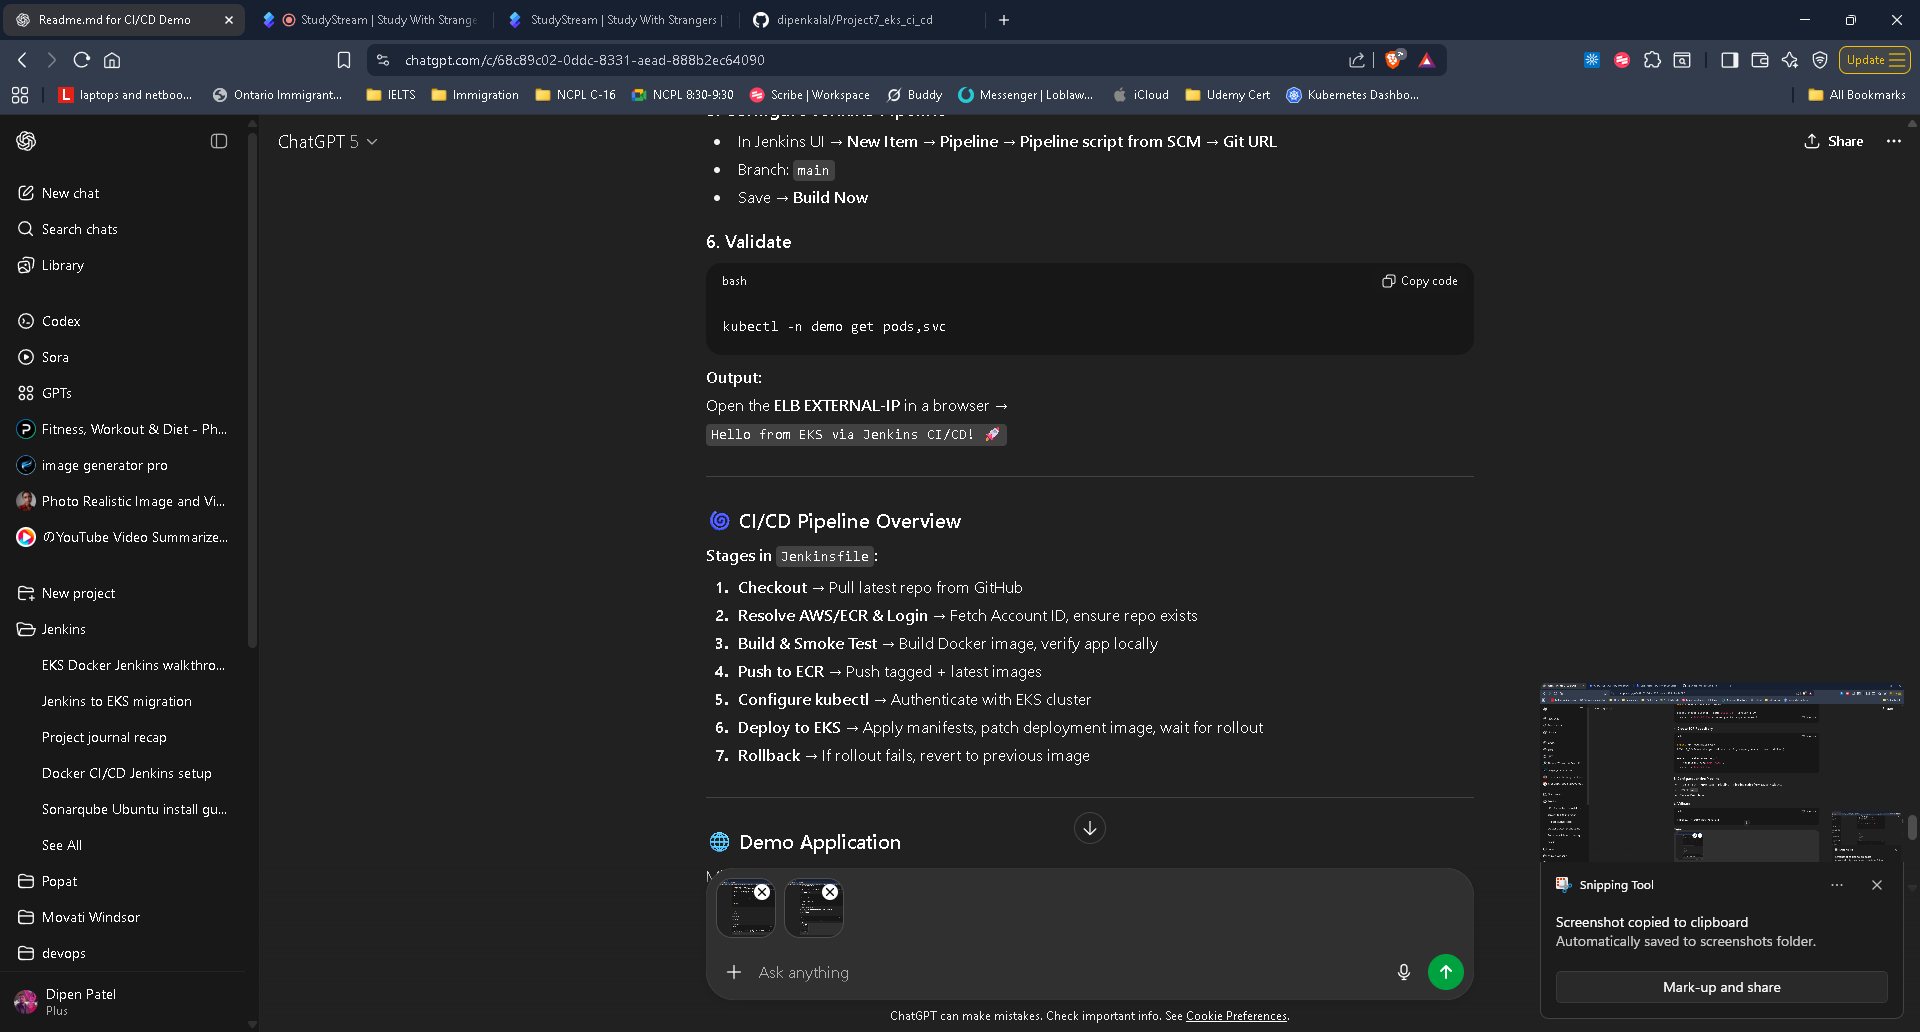 Readme.md for CI/CD Demo
StudyStream | Study With Strange
StudyStream | Study With Strangers |
dipenkalal/Project7_eks_ci_cd
chatgpt.com/c/68c89c02-0ddc-8331-aead-888b2ec64090
Update
laptops and netboo...
Ontario Immigrant...
IELTS
Immigration
NCPL C-16
NCPL 8:30-9:30
Scribe | Workspace
Buddy
Messenger | Loblaw...
iCloud
Udemy Cert
Kubernetes Dashbo...
All Bookmarks
ChatGPT 5
Share
New chat
Search chats
Library
Codex
Sora
GPTs
Fitness, Workout & Diet - Ph...
image generator pro
Photo Realistic Image and Vi...
のYouTube Video Summarize...
New project
Jenkins
EKS Docker Jenkins walkthro...
Jenkins to EKS migration
Project journal recap
Docker CI/CD Jenkins setup
Sonarqube Ubuntu install gu...
See All
Popat
Movati Windsor
devops
Dipen Patel
Plus
5. Configure Jenkins Pipeline
• In Jenkins UI → New Item → Pipeline → Pipeline script from SCM → Git URL
• Branch: main
• Save → Build Now
6. Validate
bash
Copy code
kubectl -n demo get pods,svc
Output:
Open the ELB EXTERNAL-IP in a browser →
Hello from EKS via Jenkins CI/CD! 🚀
🌀 CI/CD Pipeline Overview
Stages in Jenkinsfile:
1. Checkout → Pull latest repo from GitHub
2. Resolve AWS/ECR & Login → Fetch Account ID, ensure repo exists
3. Build & Smoke Test → Build Docker image, verify app locally
4. Push to ECR → Push tagged + latest images
5. Configure kubectl → Authenticate with EKS cluster
6. Deploy to EKS → Apply manifests, patch deployment image, wait for rollout
7. Rollback → If rollout fails, revert to previous image
🌐 Demo Application
Ask anything
ChatGPT can make mistakes. Check important info. See Cookie Preferences.
Snipping Tool
Screenshot copied to clipboard
Automatically saved to screenshots folder.
Mark-up and share